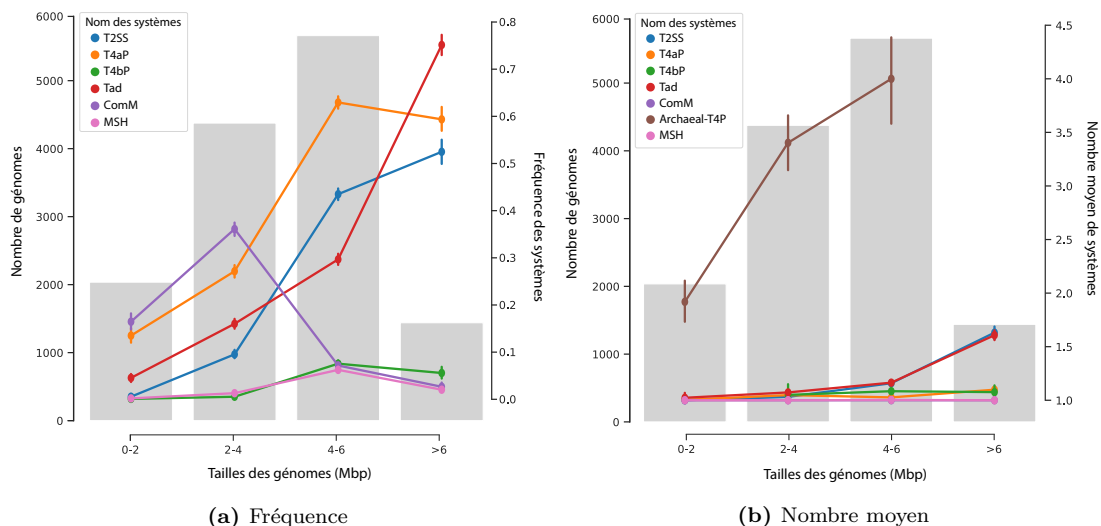 6000
5000
4000
3000
2000
1000
0
Nombre de génomes
Nom des systèmes
T2SS
T4aP
T4bP
Tad
ComM
MSH
0.8
0.7
0.6
0.5
0.4
0.3
0.2
0.1
0.0
Fréquence des systèmes
0-2
2-4
4-6
>6
Tailles des génomes (Mbp)
(a) Fréquence
6000
5000
4000
3000
2000
1000
0
Nombre de génomes
Nom des systèmes
T2SS
T4aP
T4bP
Tad
ComM
Archaeal-T4P
MSH
4.5
4.0
3.5
3.0
2.5
2.0
1.5
1.0
Nombre moyen
de systèmes
0-2
2-4
4-6
>6
Tailles des génomes (Mbp)
(b) Nombre moyen